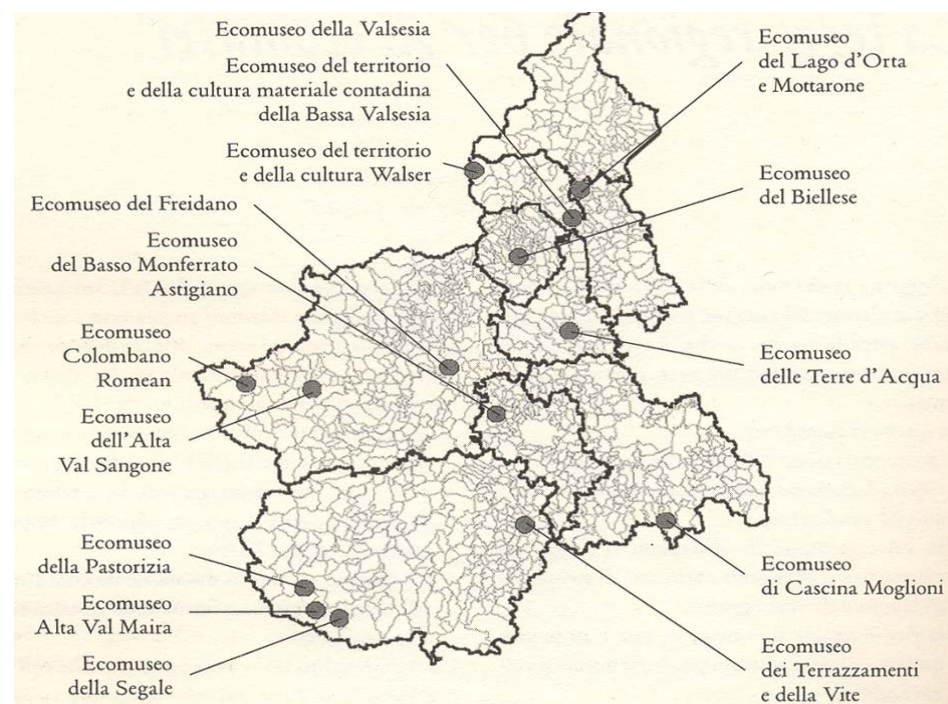 Ecomuseo della Valsesia
Ecomuseo del territorio
e della cultura materiale contadina
della Bassa Valsesia
Ecomuseo del territorio
e della cultura Walser
Ecomuseo del Freidano
Ecomuseo
del Basso Monferrato
Astigiano
Ecomuseo
Colombano
Romean
Ecomuseo
dell'Alta
Val Sangone
Ecomuseo
della Pastorizia
Ecomuseo
Alta Val Maira
Ecomuseo
della Segale
Ecomuseo
del Lago d'Orta
e Mottarone
Ecomuseo
del Biellese
Ecomuseo
delle Terre d'Acqua
Ecomuseo
di Cascina Moglioni
Ecomuseo
dei Terrazzamenti
e della Vite